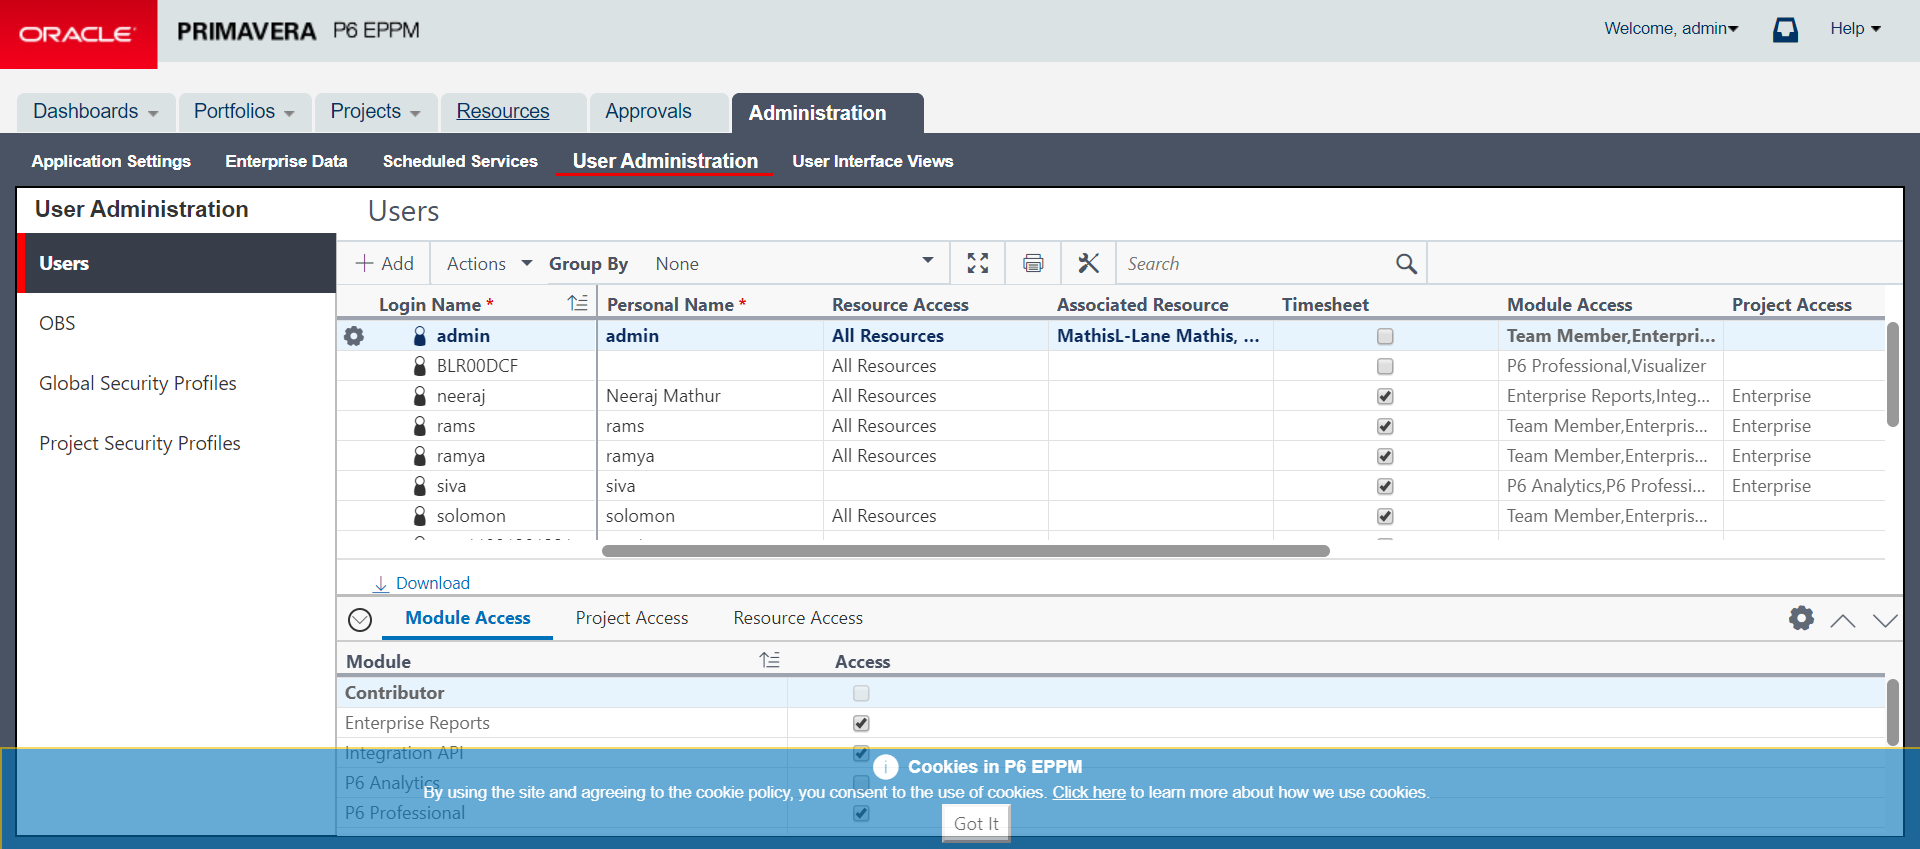 ORACLE
PRIMAVERA P6 EPPM
Welcome, admin
Help
Dashboards
Portfolios
Projects
Resources
Approvals
Administration
Application Settings
Enterprise Data
Scheduled Services
User Administration
User Interface Views
User Administration
Users
OBS
Global Security Profiles
Project Security Profiles
Users
Add
Actions
Group By
None
Search
Login Name * Personal Name * Resource Access Associated Resource Timesheet Module Access Project Access
admin admin All Resources MathisL-Lane Mathis, ... Team Member,Enterpri...
BLR00DCF All Resources P6 Professional,Visualizer
neeraj Neeraj Mathur All Resources Enterprise Reports,Integ... Enterprise
rams rams All Resources Team Member,Enterpris... Enterprise
ramya ramya All Resources Team Member,Enterpris... Enterprise
siva siva P6 Analytics,P6 Professi... Enterprise
solomon solomon All Resources Team Member,Enterpris...
Download
Module Access
Project Access
Resource Access
Module Access
Contributor
Enterprise Reports
Integration API
P6 Analytics
P6 Professional
Cookies in P6 EPPM
By using the site and agreeing to the cookie policy, you consent to the use of cookies. Click here to learn more about how we use cookies.
Got It